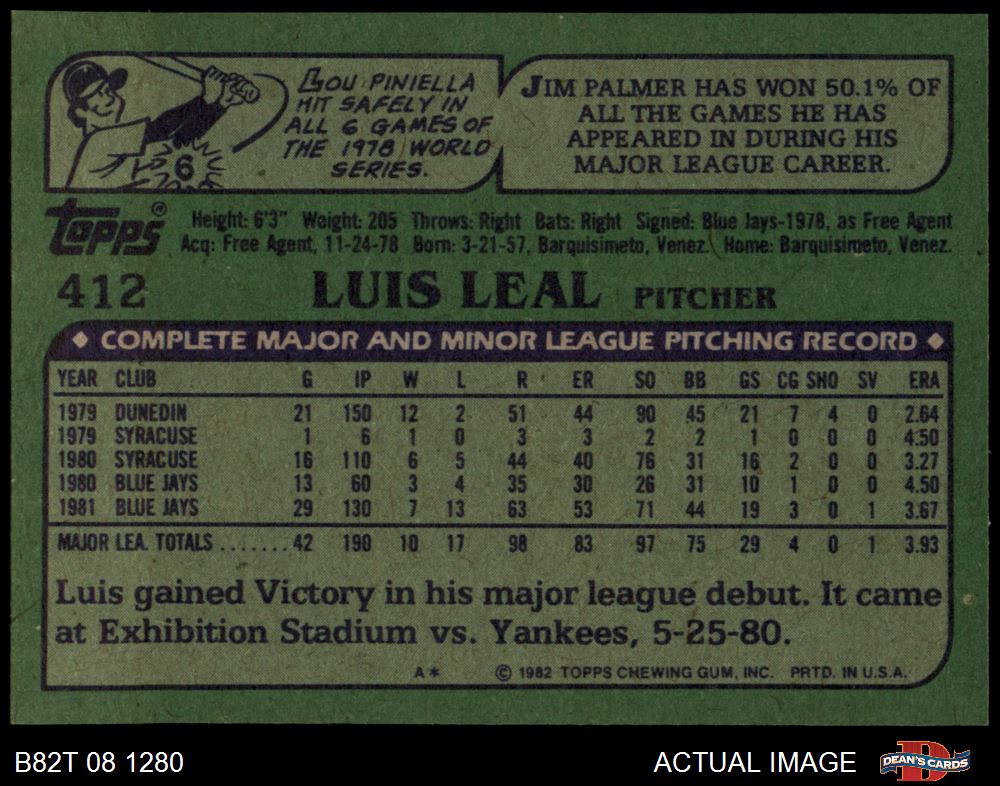 LOU PINIELLA
HIT SAFELY IN
ALL 6 GAMES OF
THE 1978 WORLD
SERIES.
6
JIM PALMER HAS WON 50.1% OF
ALL THE GAMES HE HAS
APPEARED IN DURING HIS
MAJOR LEAGUE CAREER.
TOPPS®
Height: 6'3" Weight: 205 Throws: Right Bats: Right Signed: Blue Jays-1978, as Free Agent
Acq: Free Agent, 11-24-78 Born: 3-21-57, Barquisimeto, Venez. Home: Barquisimeto, Venez.
412 LUIS LEAL PITCHER
◆ COMPLETE MAJOR AND MINOR LEAGUE PITCHING RECORD ◆
YEAR CLUB G IP W L R ER SO BB GS CG SHO SV ERA
1979 DUNEDIN 21 150 12 2 51 44 90 45 21 7 4 0 2.64
1979 SYRACUSE 1 6 1 0 3 3 2 2 1 0 0 0 4.50
1980 SYRACUSE 16 110 6 5 44 40 76 31 16 2 0 0 3.27
1980 BLUE JAYS 13 60 3 4 35 30 26 31 10 1 0 0 4.50
1981 BLUE JAYS 29 130 7 13 63 53 71 44 19 3 0 1 3.67
MAJOR LEA. TOTALS.......42 190 10 17 98 83 97 75 29 4 0 1 3.93
Luis gained Victory in his major league debut. It came
at Exhibition Stadium vs. Yankees, 5-25-80.
A* © 1982 TOPPS CHEWING GUM, INC. PRTD. IN U.S.A.
B82T 08 1280 ACTUAL IMAGE DEAN'S CARDS